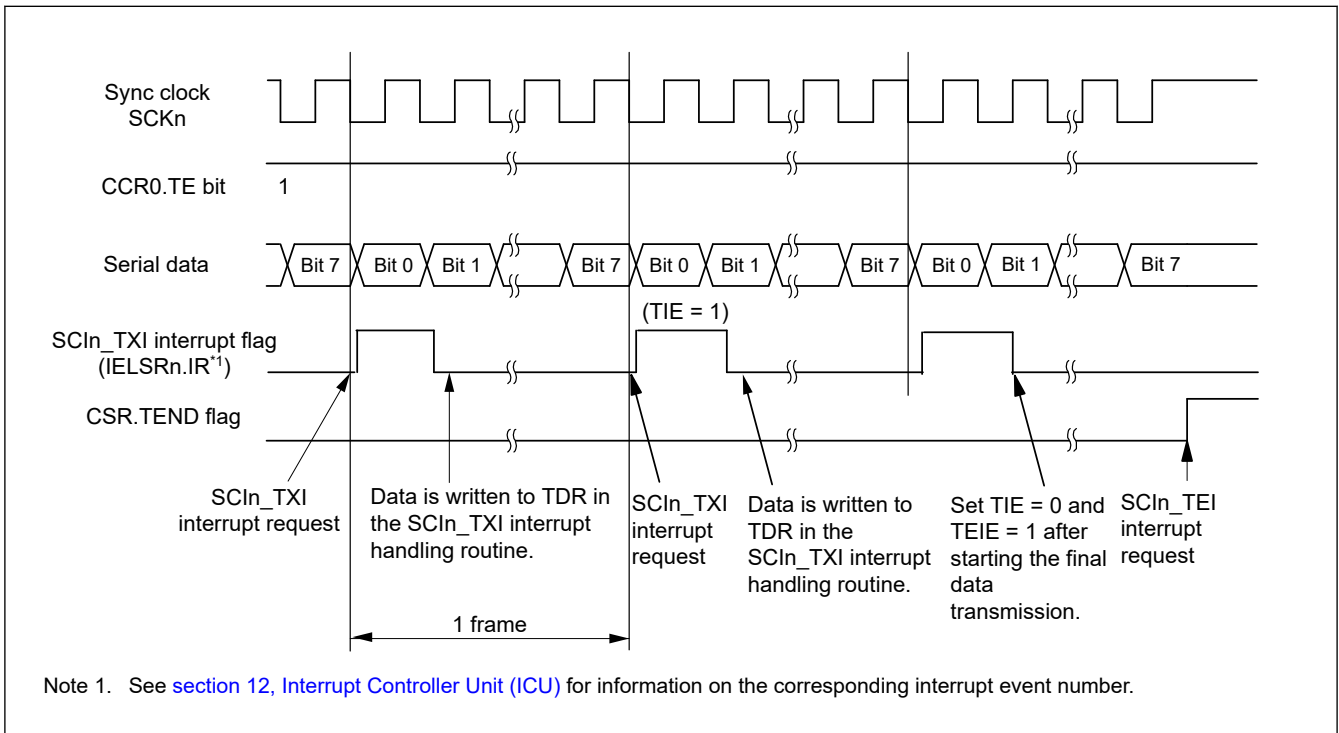 Sync clock
SCKn
CCR0.TE bit 1
Serial data
Bit 7 Bit 0 Bit 1 Bit 7 Bit 0 Bit 1 Bit 7 Bit 0 Bit 1 Bit 7
(TIE = 1)
SCIn_TXI interrupt flag
(IELSRn.IR*1)
CSR.TEND flag
SCIn_TXI
interrupt request
Data is written to TDR in
the SCIn_TXI interrupt
handling routine.
SCIn_TXI
interrupt
request
Data is written to
TDR in the
SCIn_TXI interrupt
handling routine.
Set TIE = 0 and
TEIE = 1 after
starting the final
data
transmission.
SCIn_TEI
interrupt
request
1 frame
Note 1. See section 12, Interrupt Controller Unit (ICU) for information on the corresponding interrupt event number.